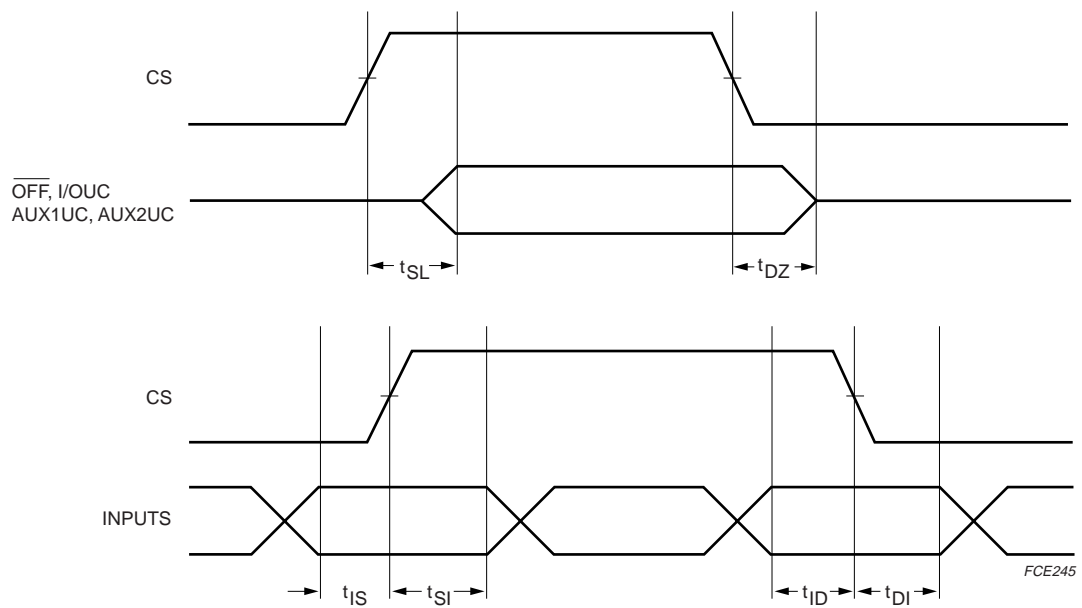 CS
OFF, I/OUC
AUX1UC, AUX2UC
tSL
tDZ
CS
INPUTS
tIS
tSI
tID
tDI
FCE245